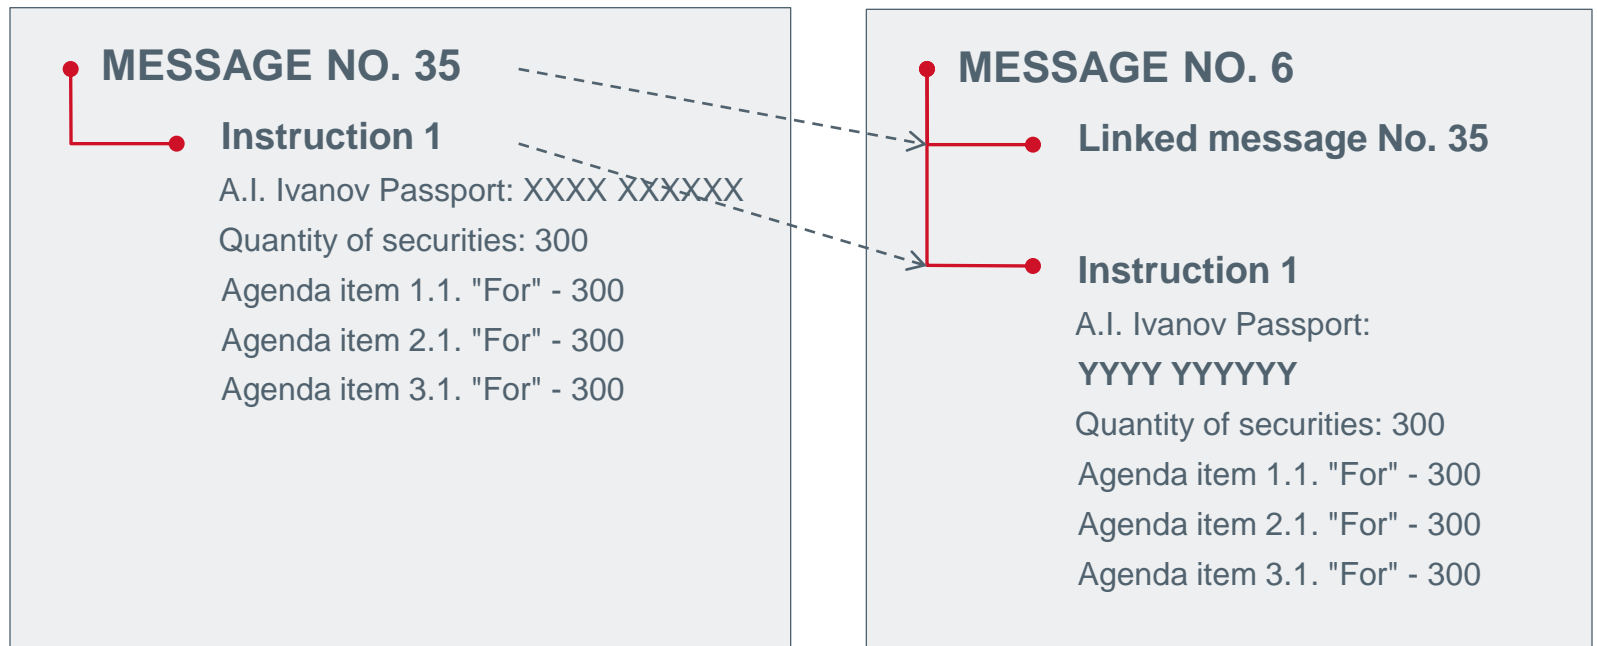 MESSAGE NO. 35
Instruction 1
A.I. Ivanov Passport: XXXX XXXXXX
Quantity of securities: 300
Agenda item 1.1. "For" - 300
Agenda item 2.1. "For" - 300
Agenda item 3.1. "For" - 300
MESSAGE NO. 6
Linked message No. 35
Instruction 1
A.I. Ivanov Passport:
YYYY YYYYYY
Quantity of securities: 300
Agenda item 1.1. "For" - 300
Agenda item 2.1. "For" - 300
Agenda item 3.1. "For" - 300